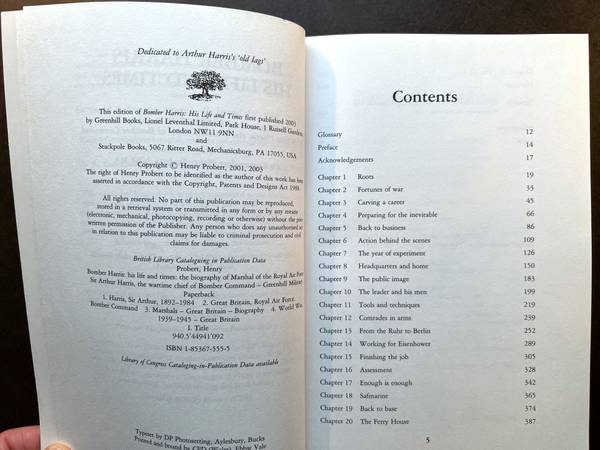 Dedicated to Arthur Harris's 'old lags'
This edition of Bomber Harris: His Life and Times first published 2003
by Greenhill Books, Lionel Leventhal Limited, Park House, 1 Russell Gardens,
London NW11 9NN
and
Stackpole Books, 5067 Ritter Road, Mechanicsburg, PA 17055, USA
Copyright © Henry Probert, 2001, 2003
The right of Henry Probert to be identified as the author of this work has been
asserted in accordance with the Copyright, Patents and Designs Act 1988
All rights reserved. No part of this publication may be reproduced,
stored in a retrieval system or transmitted in any form or by any means
(electronic, mechanical, photocopying, recording or otherwise) without the
written permission of the Publisher. Any person who does any unauthorised act
in relation to this publication may be liable to criminal prosecution and civil
claims for damages.
British Library Cataloguing in Publication Data
Probert, Henry
Bomber Harris: his life and times: the biography of Marshal of the Royal Air Force
Sir Arthur Harris, the wartime chief of Bomber Command – Greenhill
Paperback
1. Harris, Sir Arthur, 1892–1984 2. Great Britain, Royal Air Force
Bomber Command 3. Marshals – Great Britain – Biography 4. World War,
1939–1945 – Great Britain
I. Title
940.5'44941'092
ISBN 1-85367-555-5
Library of Congress Cataloging-in-Publication Data available
Typeset by DP Photosetting, Aylesbury, Bucks
Printed and bound by CPD (Wales), Ebbw Vale
Contents
Glossary 12
Preface 14
Acknowledgements 17
Chapter 1 Roots 19
Chapter 2 Fortunes of war 33
Chapter 3 Carving a career 45
Chapter 4 Preparing for the inevitable 66
Chapter 5 Back to business 86
Chapter 6 Action behind the scenes 109
Chapter 7 The year of experiment 126
Chapter 8 Headquarters and home 150
Chapter 9 The public image 183
Chapter 10 The leader and his men 200
Chapter 11 Tools and techniques 219
Chapter 12 Comrades in arms 239
Chapter 13 From the Ruhr to Berlin 252
Chapter 14 Working for Eisenhower 289
Chapter 15 Finishing the job 305
Chapter 16 Assessment 328
Chapter 17 Enough is enough 342
Chapter 18 Safmarine 365
Chapter 19 Back to base 374
Chapter 20 The Ferry House 387
5